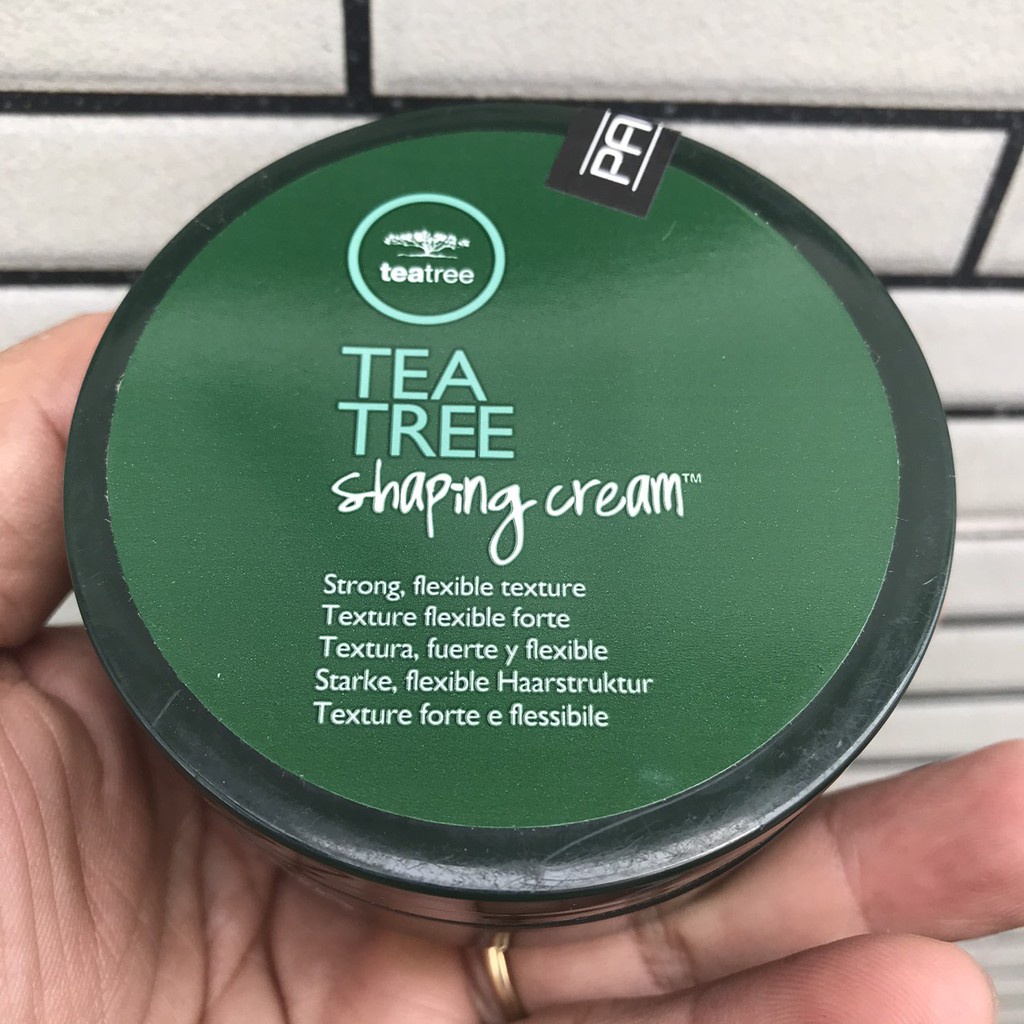 teatree
TEA
TREE
shaping cream™
Strong, flexible texture
Texture flexible forte
Textura, fuerte y flexible
Starke, flexible Haarstruktur
Texture forte e flessibile